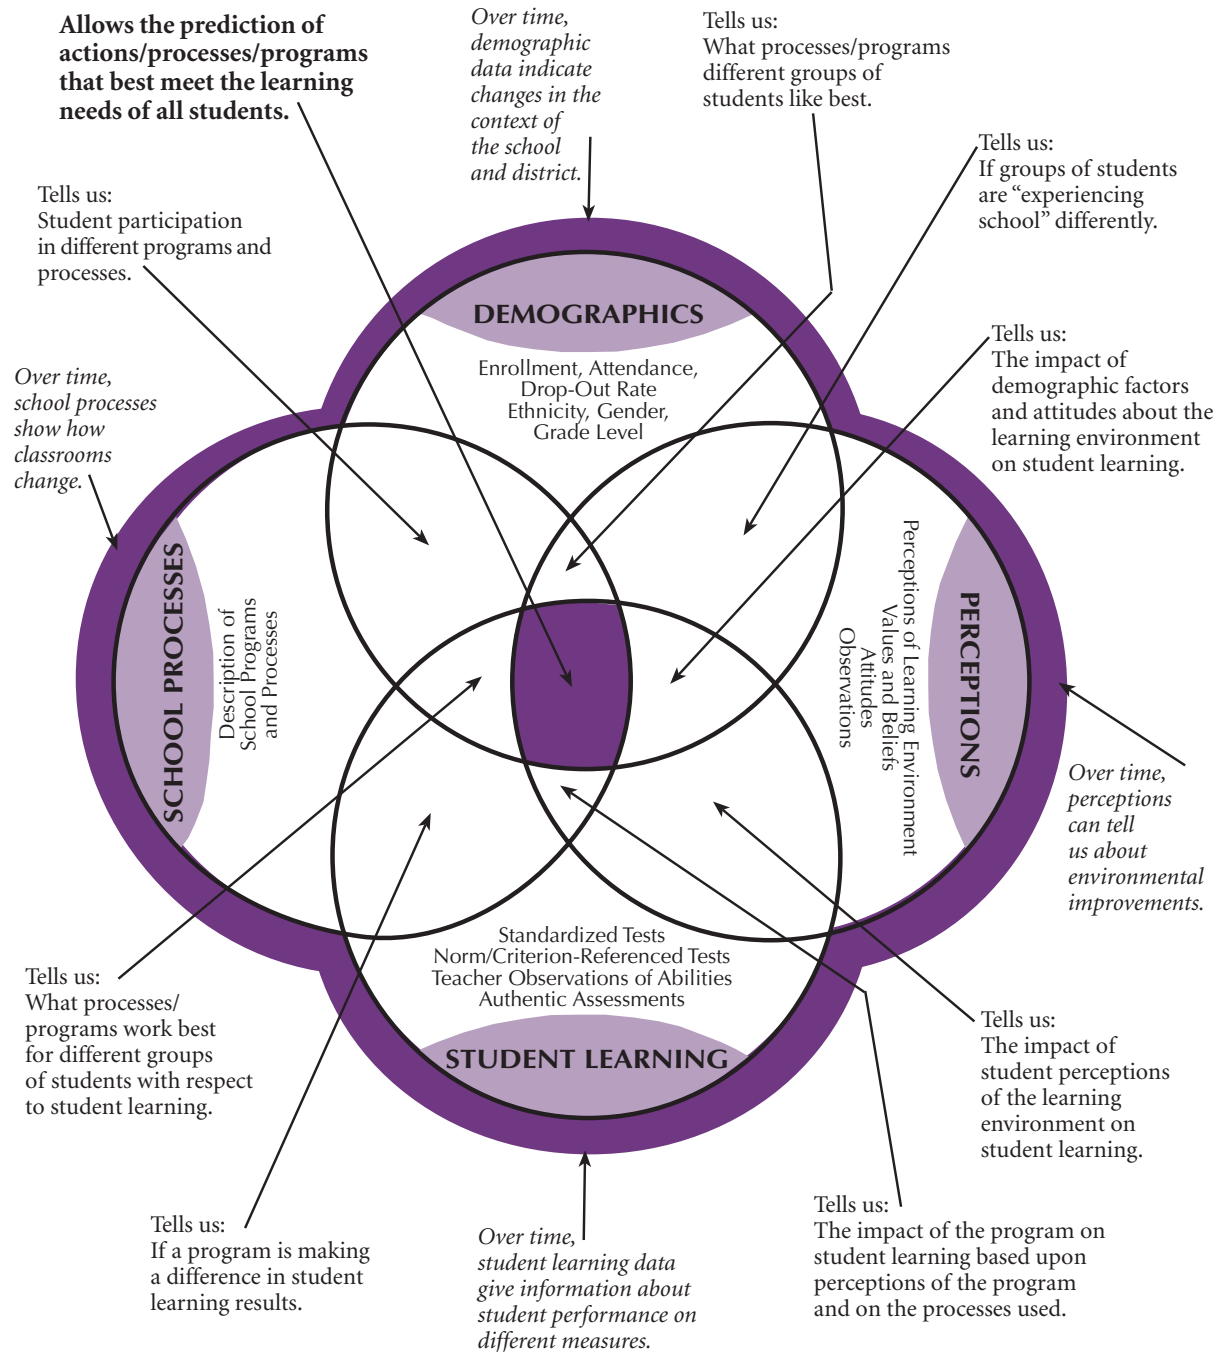 Allows the prediction of
actions/processes/programs
that best meet the learning
needs of all students.
Over time,
demographic
data indicate
changes in the
context of
the school
and district.
Tells us:
What processes/programs
different groups of
students like best.
Tells us:
If groups of students
are “experiencing
school” differently.
Tells us:
Student participation
in different programs and
processes.
Tells us:
The impact of
demographic factors
and attitudes about the
learning environment
on student learning.
Over time,
school processes
show how
classrooms
change.
DEMOGRAPHICS
Enrollment, Attendance,
Drop-Out Rate
Ethnicity, Gender,
Grade Level
SCHOOL PROCESSES
Description of
School Programs
and Processes
PERCEPTIONS
Perceptions of Learning Environment
Values and Beliefs
Attitudes
Observations
Over time,
perceptions
can tell
us about
environmental
improvements.
Standardized Tests
Norm/Criterion-Referenced Tests
Teacher Observations of Abilities
Authentic Assessments
STUDENT LEARNING
Tells us:
What processes/
programs work best
for different groups
of students with respect
to student learning.
Tells us:
The impact of
student perceptions
of the learning
environment on
student learning.
Tells us:
If a program is making
a difference in student
learning results.
Over time,
student learning data
give information about
student performance on
different measures.
Tells us:
The impact of the program on
student learning based upon
perceptions of the program
and on the processes used.